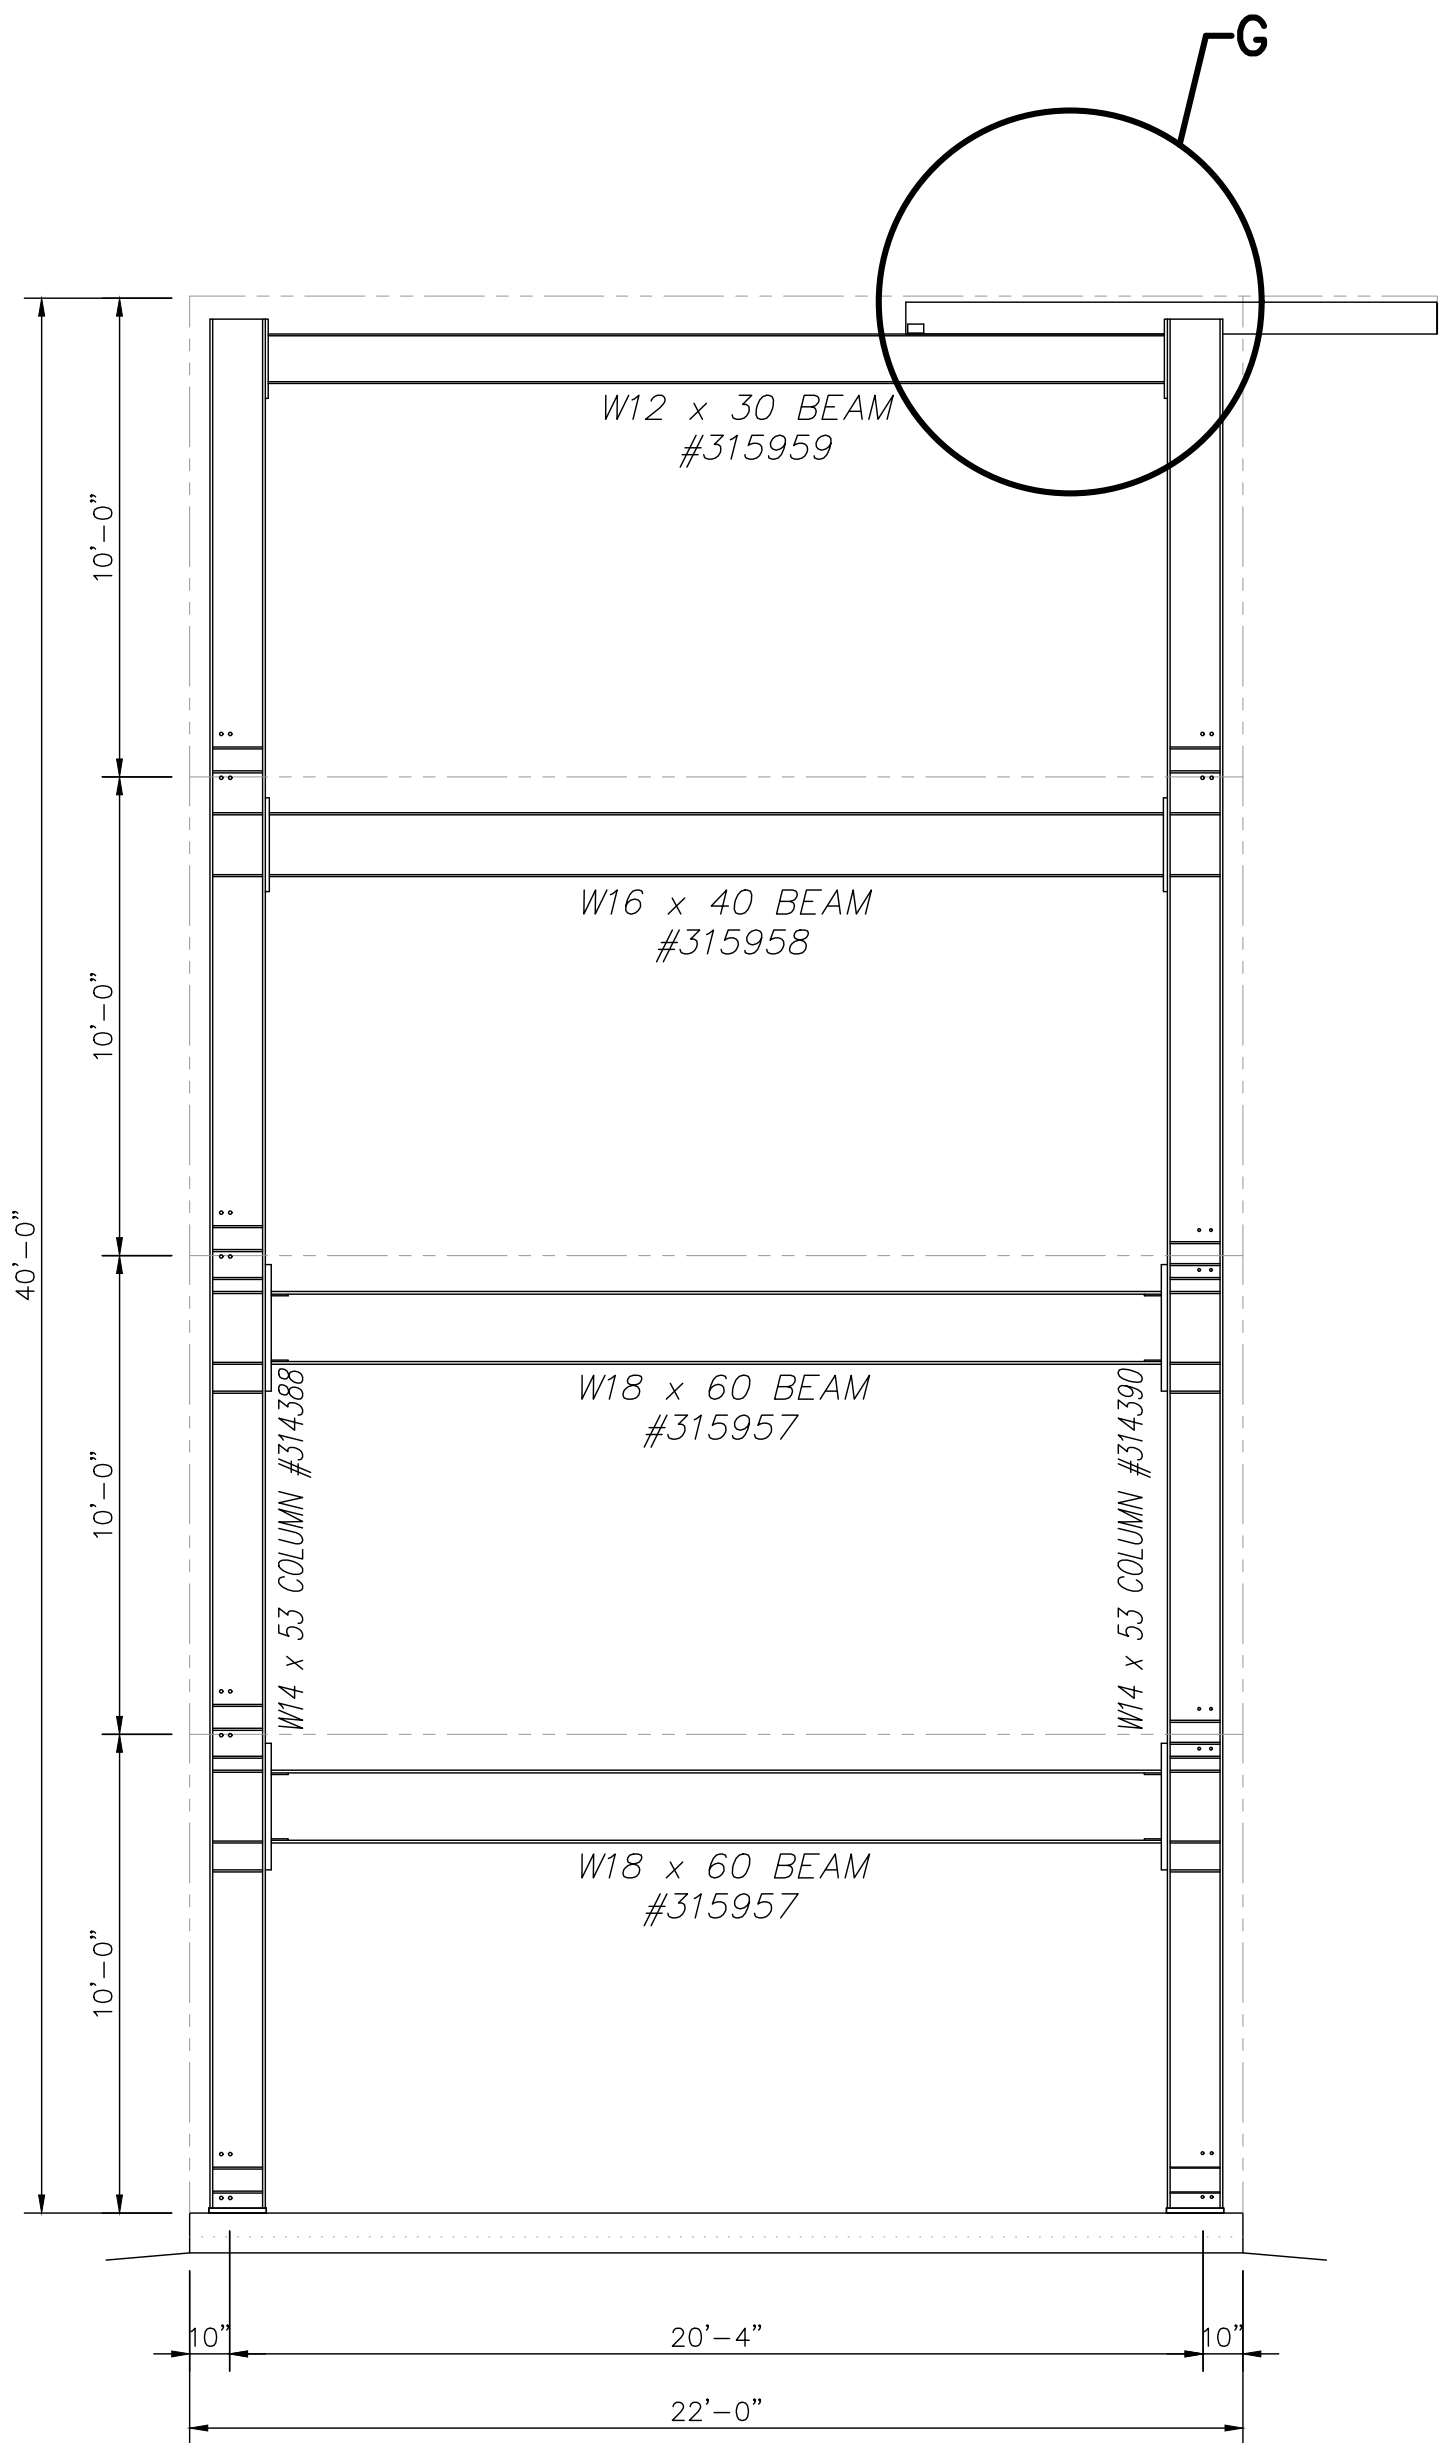 G
W12 x 30 BEAM
#315959
10'-0"
W16 x 40 BEAM
#315958
10'-0"
40'-0"
W18 x 60 BEAM
#315957
W14 x 53 COLUMN #314388
W14 x 53 COLUMN #314390
10'-0"
W18 x 60 BEAM
#315957
10'-0"
10"
20'-4"
10"
22'-0"